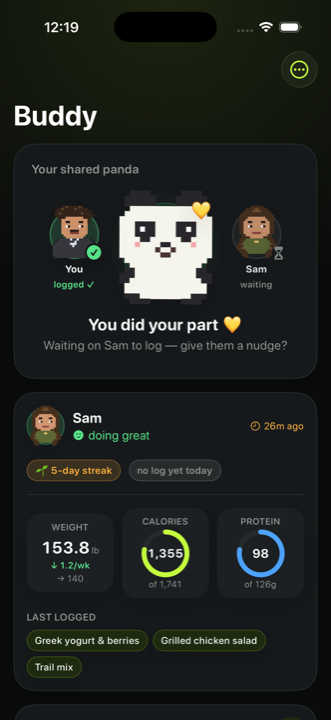 12:19
Buddy
Your shared panda
You
logged ✓
Sam
waiting
You did your part 💛
Waiting on Sam to log — give them a nudge?
Sam
doing great
26m ago
🌱 5-day streak
no log yet today
WEIGHT
153.8 lb
↓ 1.2/wk
→ 140
CALORIES
1,355
of 1,741
PROTEIN
98
of 126g
LAST LOGGED
Greek yogurt & berries
Grilled chicken salad
Trail mix